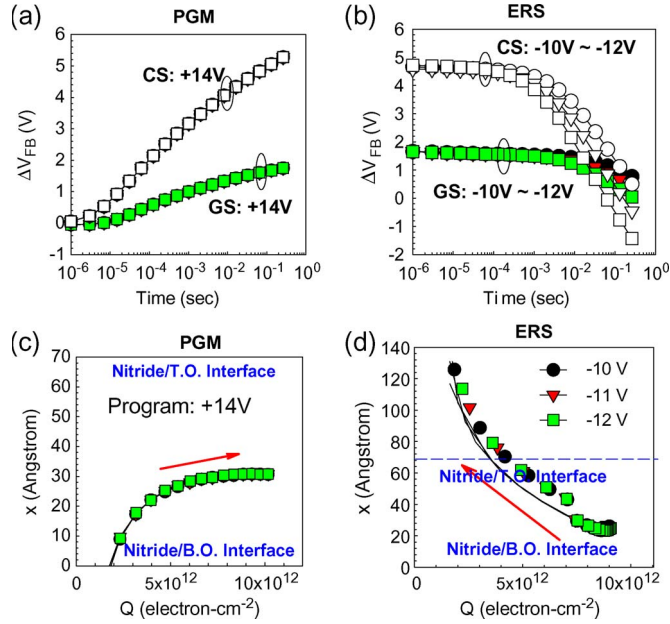 (a)
PGM
ΔV_FB (V)
6
5
4
3
2
1
0
-1
CS: +14V
GS: +14V
10^-6 10^-5 10^-4 10^-3 10^-2 10^-1 10^0
Time (sec)
(b)
ERS
ΔV_FB (V)
6
5
4
3
2
1
0
-1
-2
CS: -10V ~ -12V
GS: -10V ~ -12V
10^-6 10^-5 10^-4 10^-3 10^-2 10^-1 10^0
Time (sec)
(c)
PGM
x (Angstrom)
70
60
50
40
30
20
10
0
Nitride/T.O. Interface
Program: +14V
Nitride/B.O. Interface
0 5x10^12 10x10^12
Q (electron-cm^-2)
(d)
ERS
x (Angstrom)
140
120
100
80
60
40
20
0
-10 V
-11 V
-12 V
Nitride/T.O. Interface
Nitride/B.O. Interface
0 5x10^12 10x10^12
Q (electron-cm^-2)